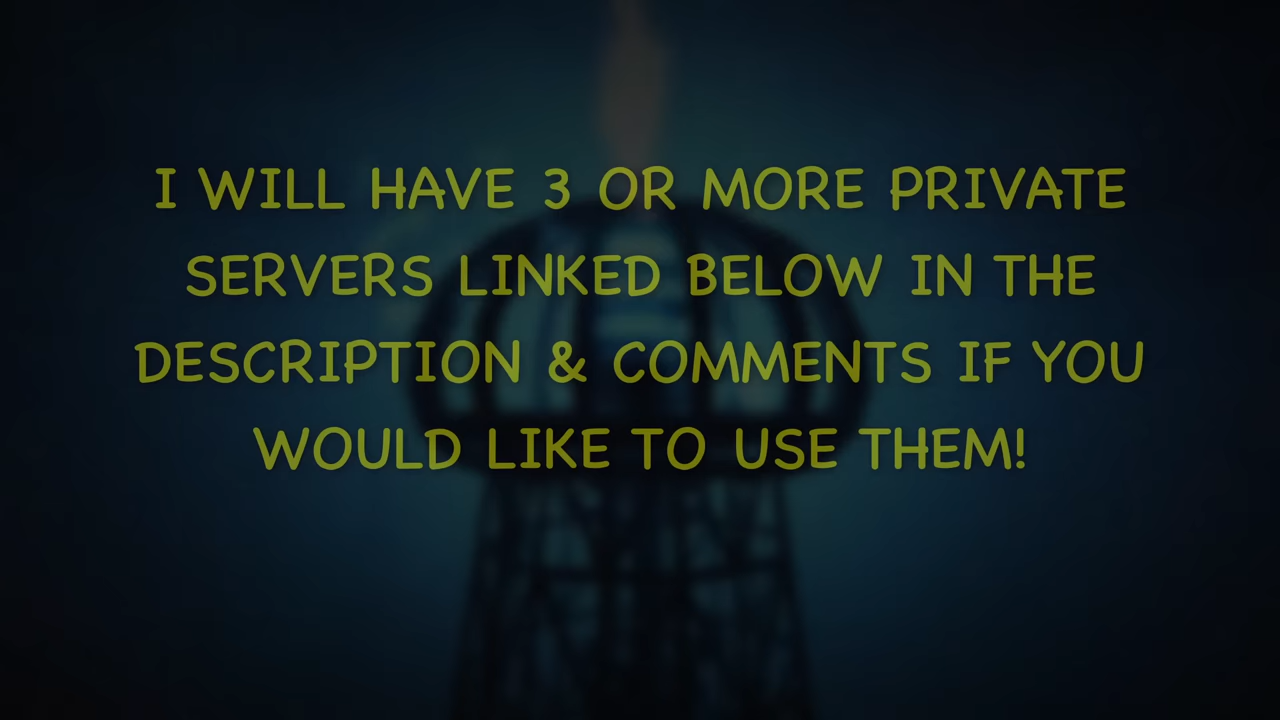 I WILL HAVE 3 OR MORE PRIVATE
SERVERS LINKED BELOW IN THE
DESCRIPTION & COMMENTS IF YOU
WOULD LIKE TO USE THEM!